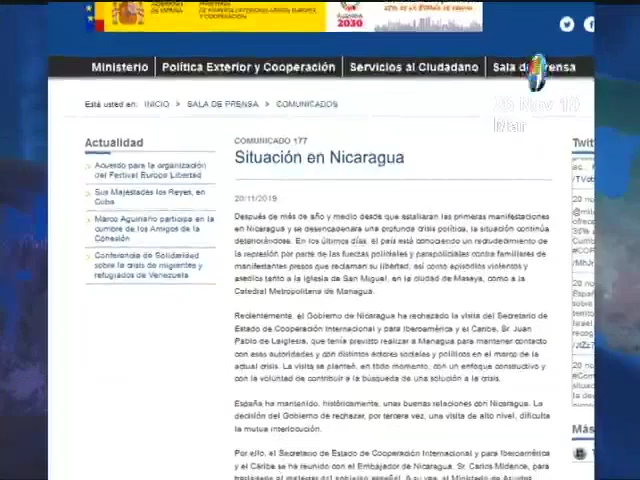 2030
Ministerio
Política Exterior y Cooperación
Servicios al Ciudadano
Sala de Prensa
Está usted en: INICIO > SALA DE PRENSA > COMUNICADOS
Mar
Actualidad
Acuerdo para la organización
del Festival Europa Libertad
Sus Majestades los Reyes, en
Cuba
Marco Aguiriano participa en la
cumbre de los Amigos de la
Cohesión
Conferencia de Solidaridad
sobre la crisis de migrantes y
refugiados de Venezuela
COMUNICADO 177
Situación en Nicaragua
20/11/2019
Después de más de año y medio desde que estallaran las primeras manifestaciones
en Nicaragua y se desencadenara una profunda crisis política, la situación continúa
deteriorándose. En los últimos días, el país está conociendo un recrudecimiento de
la represión por parte de las fuerzas policiales y parapoliciales contra familiares de
manifestantes presos que reclaman su libertad, así como episodios violentos y
asedios tanto a la Iglesia de San Miguel, en la ciudad de Masaya, como a la
Catedral Metropolitana de Managua.
Recientemente, el Gobierno de Nicaragua ha rechazado la visita del Secretario de
Estado de Cooperación Internacional y para Iberoamérica y el Caribe, Sr. Juan
Pablo de Laiglesia, que tenía previsto realizar a Managua para mantener contacto
con esas autoridades y con distintos actores sociales y políticos en el marco de la
actual crisis. La visita se planteó, en todo momento, con un enfoque constructivo y
con la voluntad de contribuir a la búsqueda de una solución a la crisis.
España ha mantenido, históricamente, unas buenas relaciones con Nicaragua. La
decisión del Gobierno de rechazar, por tercera vez, una visita de alto nivel, dificulta
la mutua interlocución.
Por ello, el Secretario de Estado de Cooperación Internacional y para Iberoamérica
y el Caribe se ha reunido con el Embajador de Nicaragua, Sr. Carlos Midence, para
Twitt
Más